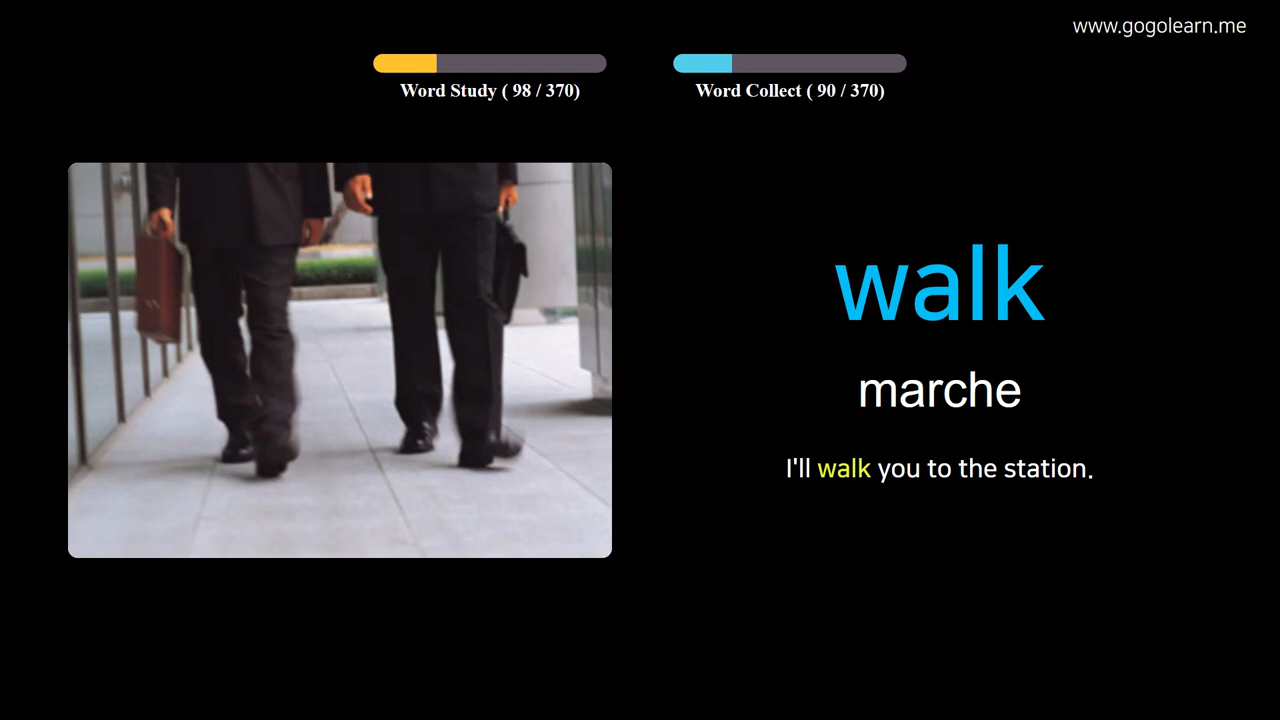 www.gogolearn.me
Word Study ( 98 / 370)
Word Collect ( 90 / 370)
walk
marche
I'll walk you to the station.